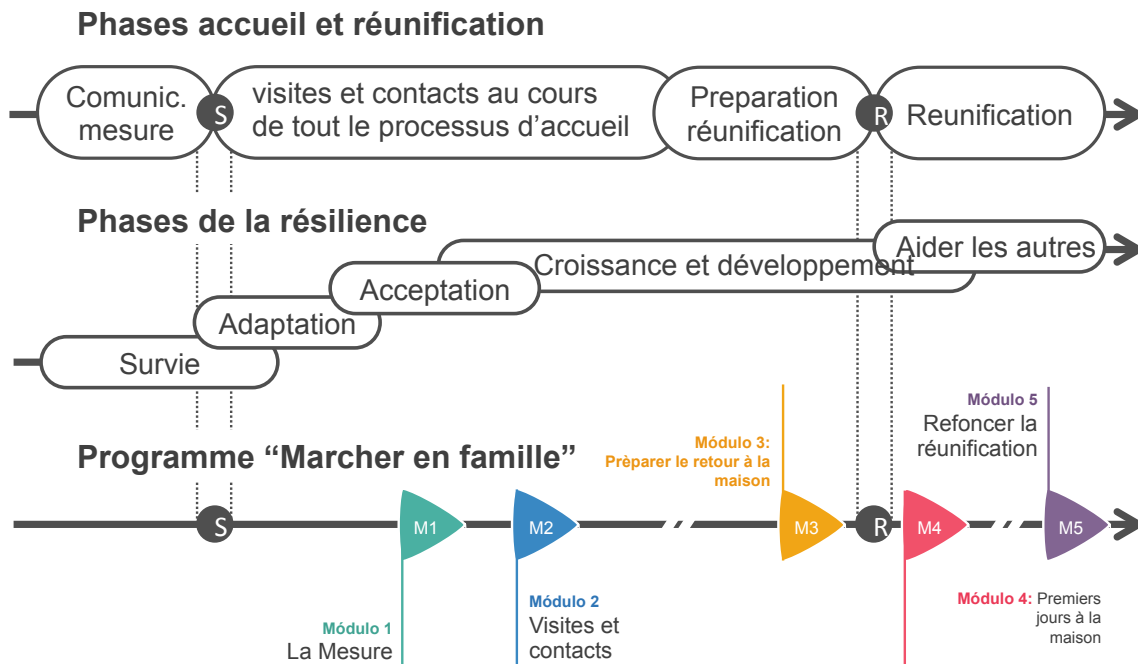 Phases accueil et réunification
Comunic.
mesure
S
visites et contacts au cours
de tout le processus d'accueil
Preparation
réunification
R
Reunification
Phases de la résilience
Aider les autres
Croissance et développement
Acceptation
Adaptation
Survie
Módulo 5
Refoncer la
réunification
Módulo 3:
Prèparer le retour à la
maison
Programme “Marcher en famille”
S
M1
M2
M3
R
M4
M5
Módulo 1
La Mesure
Módulo 2
Visites et
contacts
Módulo 4: Premiers
jours à la
maison